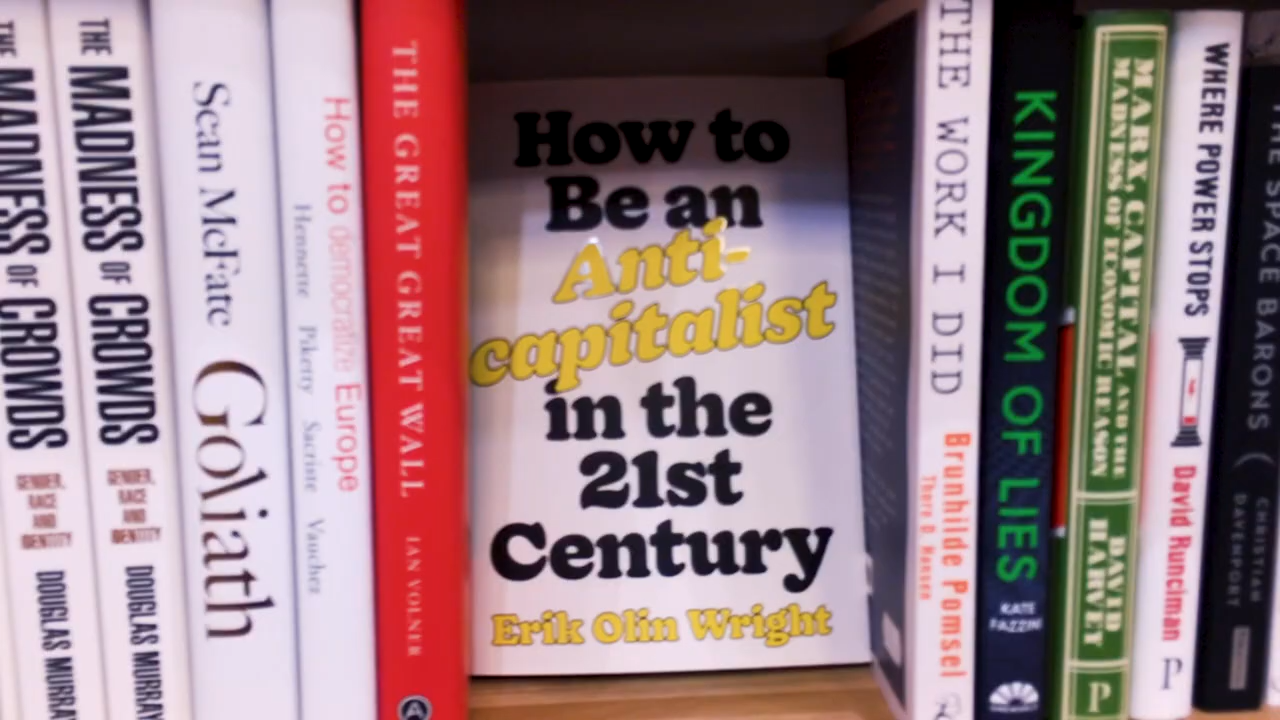 THE MADNESS OF CROWDS
GENDER,
RACE
AND
IDENTITY
DOUGLAS MURRAY
THE MADNESS OF CROWDS
GENDER,
RACE
AND
IDENTITY
DOUGLAS MURRAY
Sean McFate Goliath
How to democratize Europe
Hennette Piketty Sacriste Vauchez
THE GREAT GREAT WALL IAN VOLNER
How to
Be an
Anti-
capitalist
in the
21st
Century
Erik Olin Wright
THE WORK I DID
Brunhilde Pomsel
Thore D. Hansen
KINGDOM OF LIES
KATE
FAZZINI
MARX, CAPITAL AND THE
MADNESS OF ECONOMIC REASON
DAVID
HARVEY
P
WHERE POWER STOPS David Runciman
P
THE SPACE BARONS (
CHRISTIAN
DAVENPORT